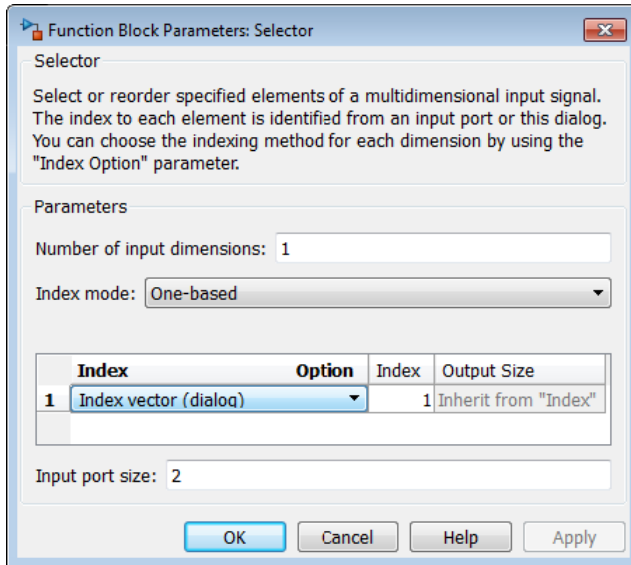 Function Block Parameters: Selector
Selector
Select or reorder specified elements of a multidimensional input signal.
The index to each element is identified from an input port or this dialog.
You can choose the indexing method for each dimension by using the
"Index Option" parameter.
Parameters
Number of input dimensions: 1
Index mode: One-based
Index Option Index Output Size
1 Index vector (dialog) 1 Inherit from "Index"
Input port size: 2
OK Cancel Help Apply